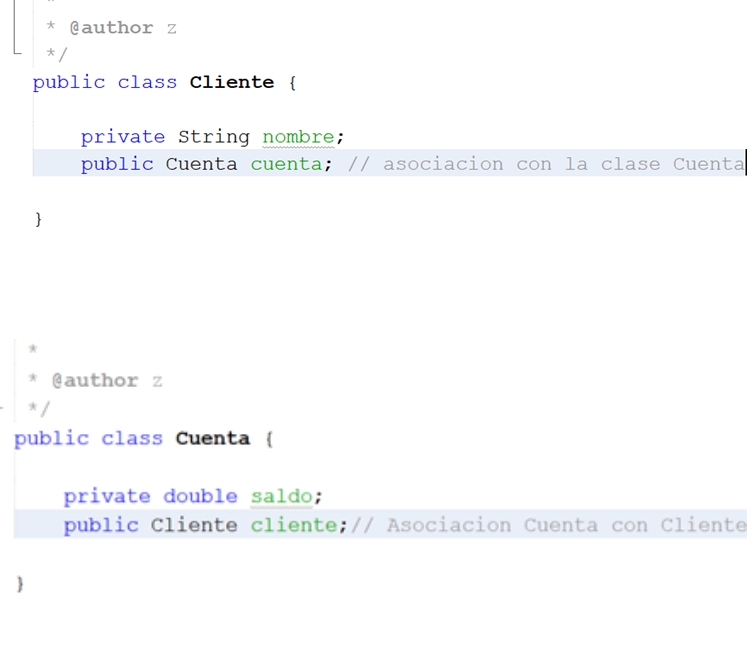 *
* @author z
*/
public class Cliente {
private String nombre;
public Cuenta cuenta; // asociacion con la clase Cuenta
}
*
* @author z
*/
public class Cuenta {
private double saldo;
public Cliente cliente;// Asociacion Cuenta con Cliente
}